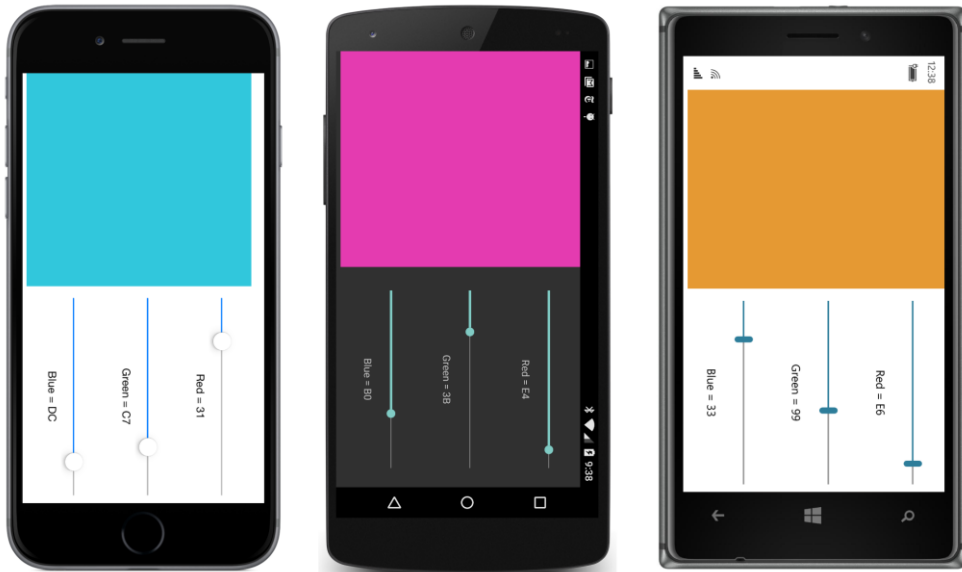 Red = 31
Green = C7
Blue = DC
9:38
Red = E4
Green = 3B
Blue = B0
12:38
Red = E6
Green = 99
Blue = 33